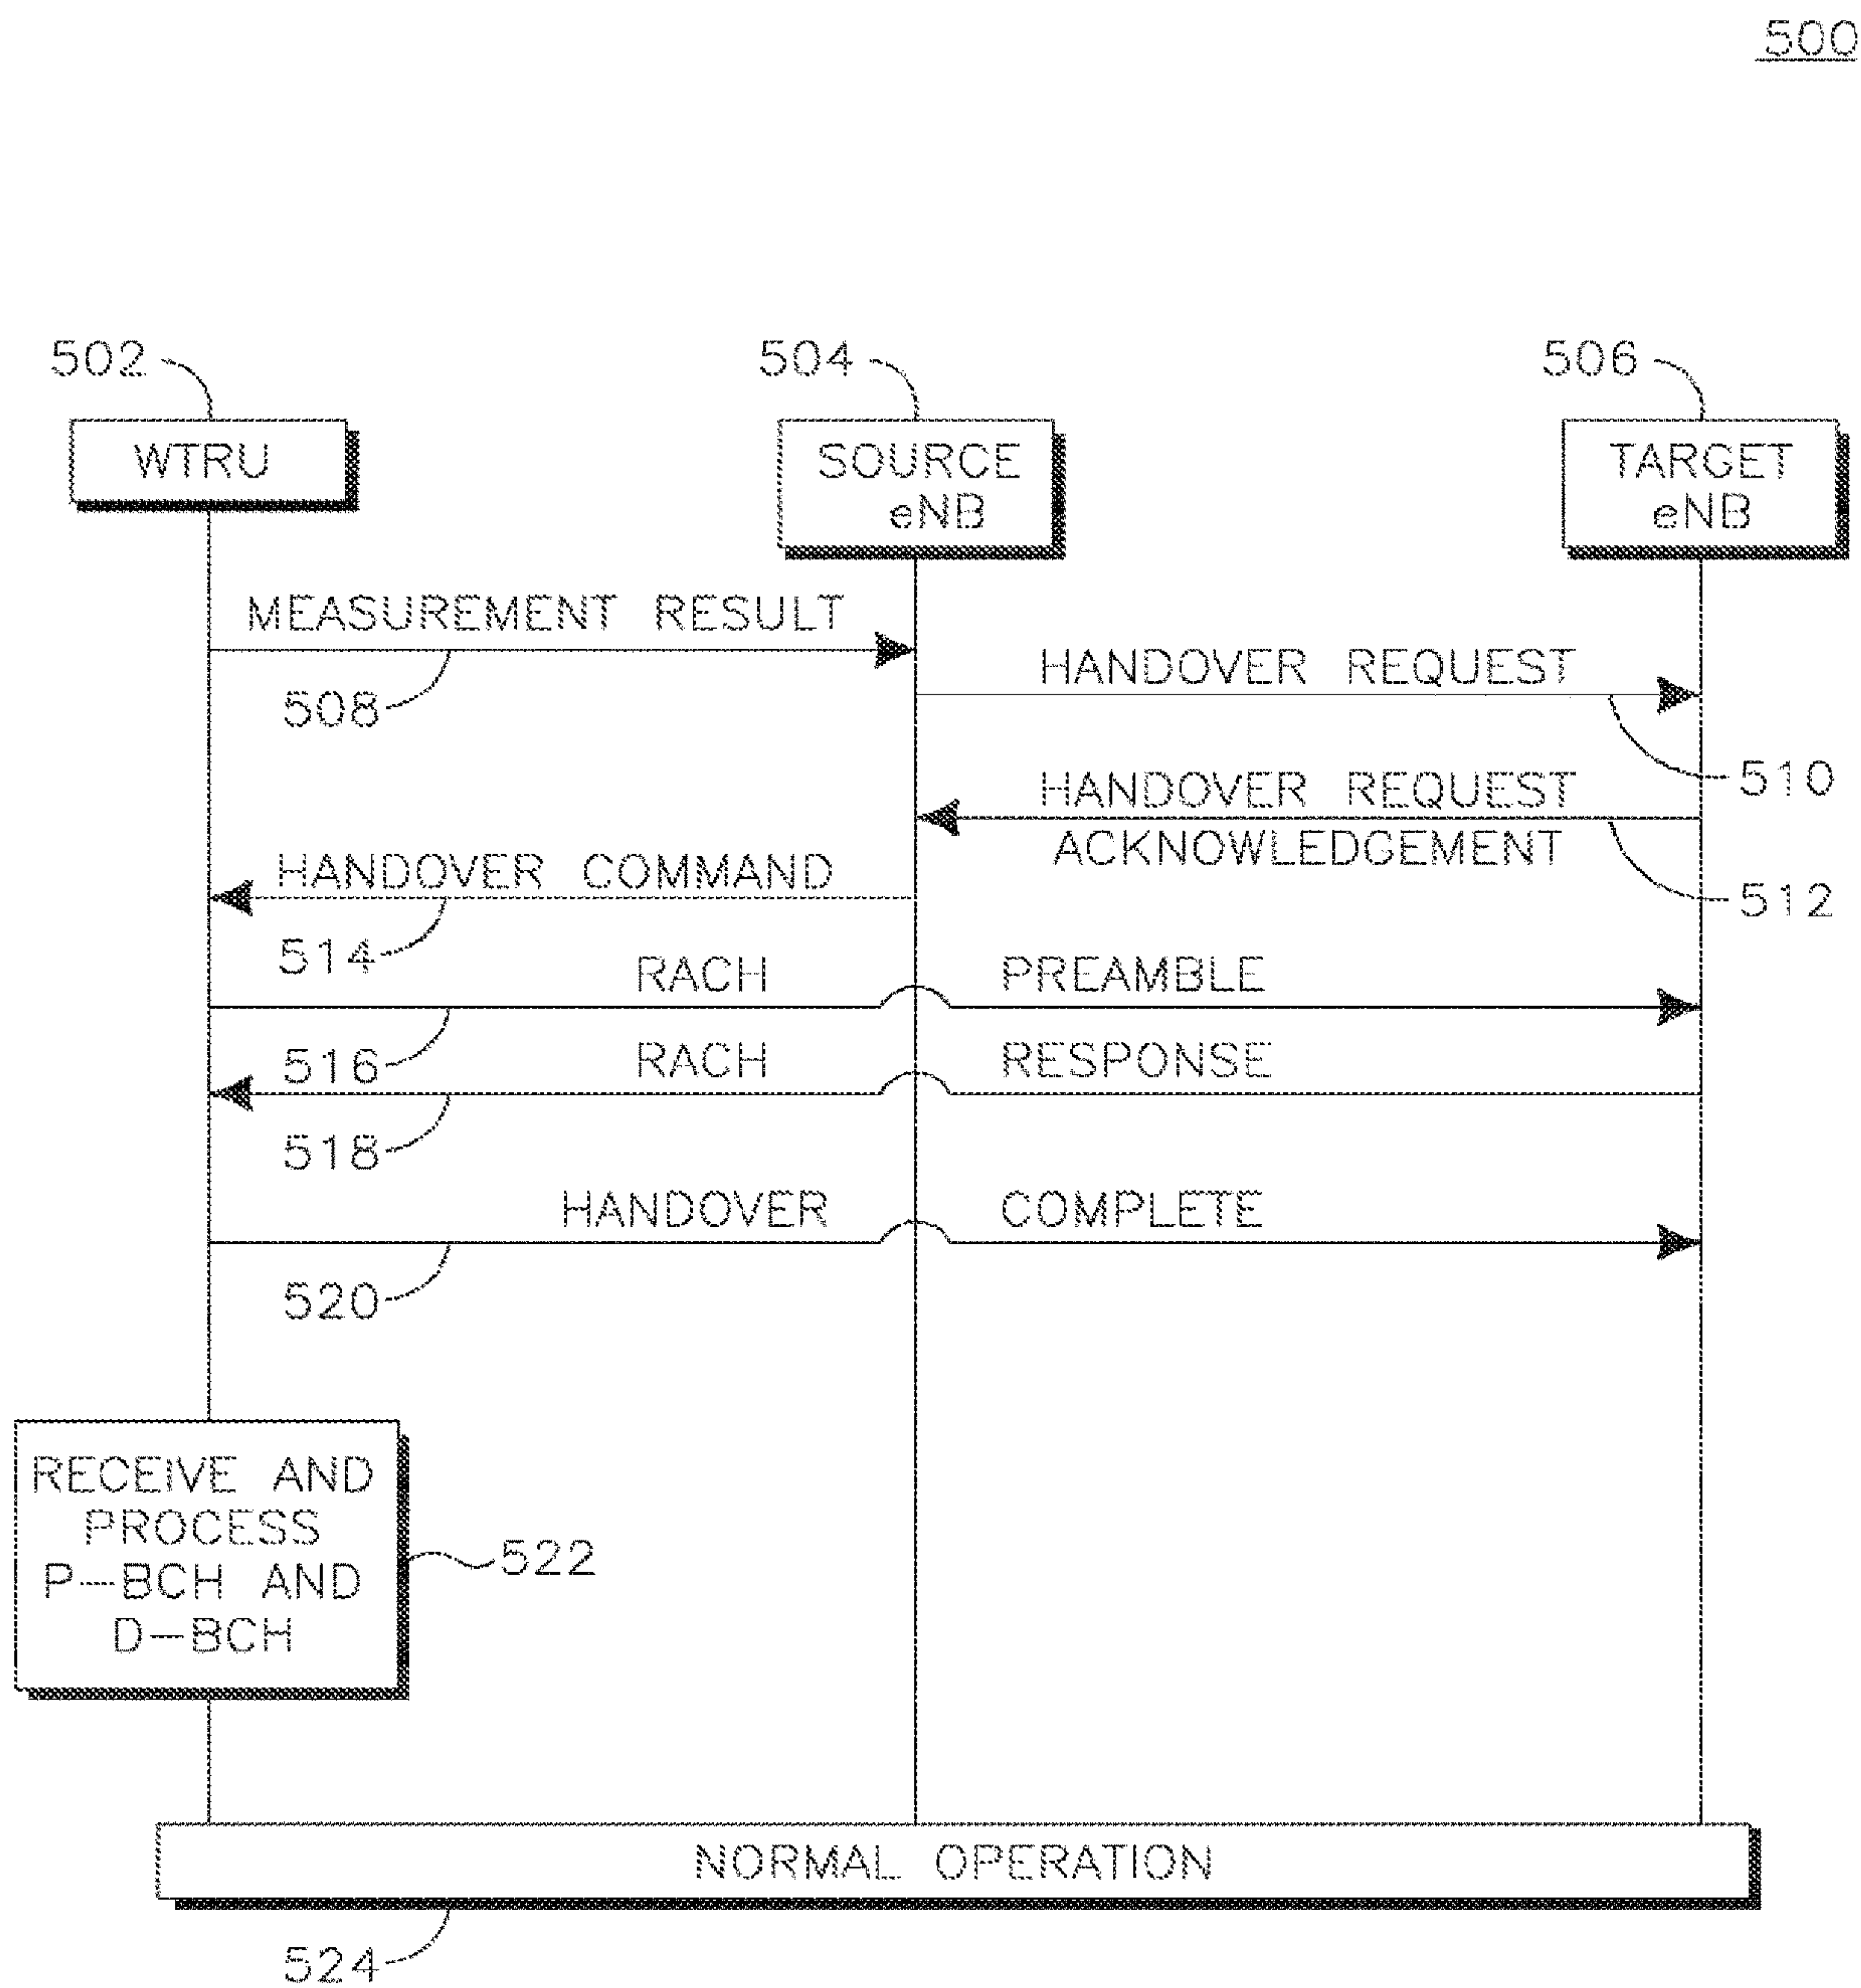 500
502
504
506
WTRU
SOURCE
eNB
TARGET
eNB
MEASUREMENT RESULT
508
HANDOVER REQUEST
510
HANDOVER REQUEST
ACKNOWLEDGEMENT
512
HANDOVER COMMAND
514
RACH PREAMBLE
516
RACH RESPONSE
518
HANDOVER COMPLETE
520
RECEIVE AND
PROCESS
P-BCH AND
D-BCH
522
NORMAL OPERATION
524